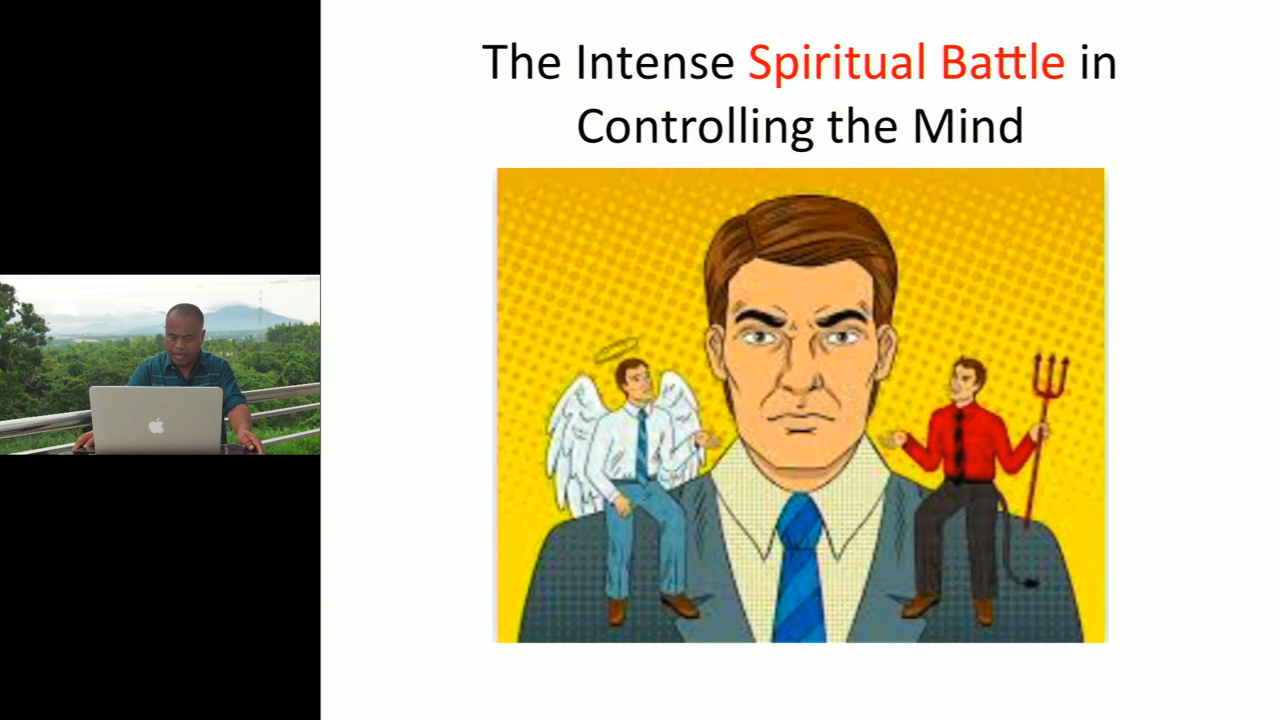 The Intense Spiritual Battle in
Controlling the Mind